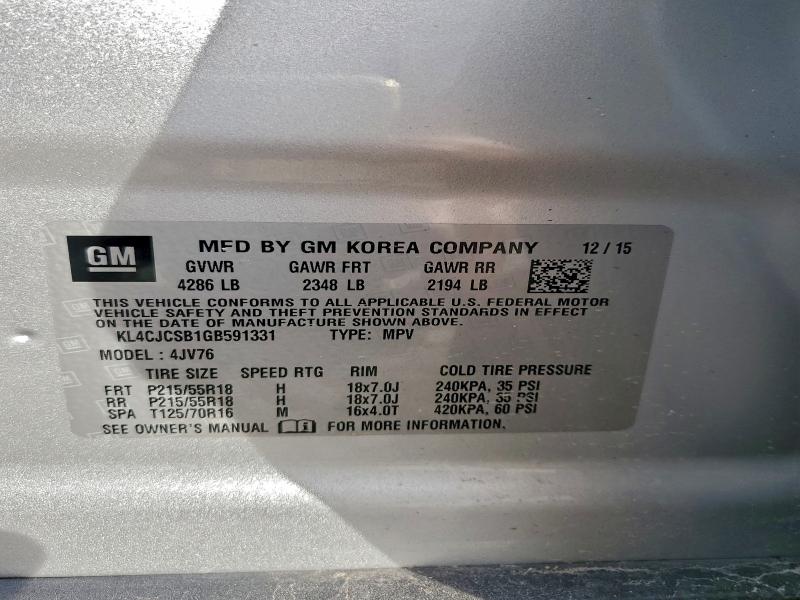 GM MFD BY GM KOREA COMPANY 12 / 15
GVWR GAWR FRT GAWR RR
4286 LB 2348 LB 2194 LB
THIS VEHICLE CONFORMS TO ALL APPLICABLE U.S. FEDERAL MOTOR
VEHICLE SAFETY AND THEFT PREVENTION STANDARDS IN EFFECT
ON THE DATE OF MANUFACTURE SHOWN ABOVE.
KL4CJCSB1GB591331 TYPE: MPV
MODEL : 4JV76
TIRE SIZE SPEED RTG RIM COLD TIRE PRESSURE
FRT P215/55R18 H 18x7.0J 240KPA, 35 PSI
RR P215/55R18 H 18x7.0J 240KPA, 35 PSI
SPA T125/70R16 M 16x4.0T 420KPA, 60 PSI
SEE OWNER'S MANUAL FOR MORE INFORMATION.